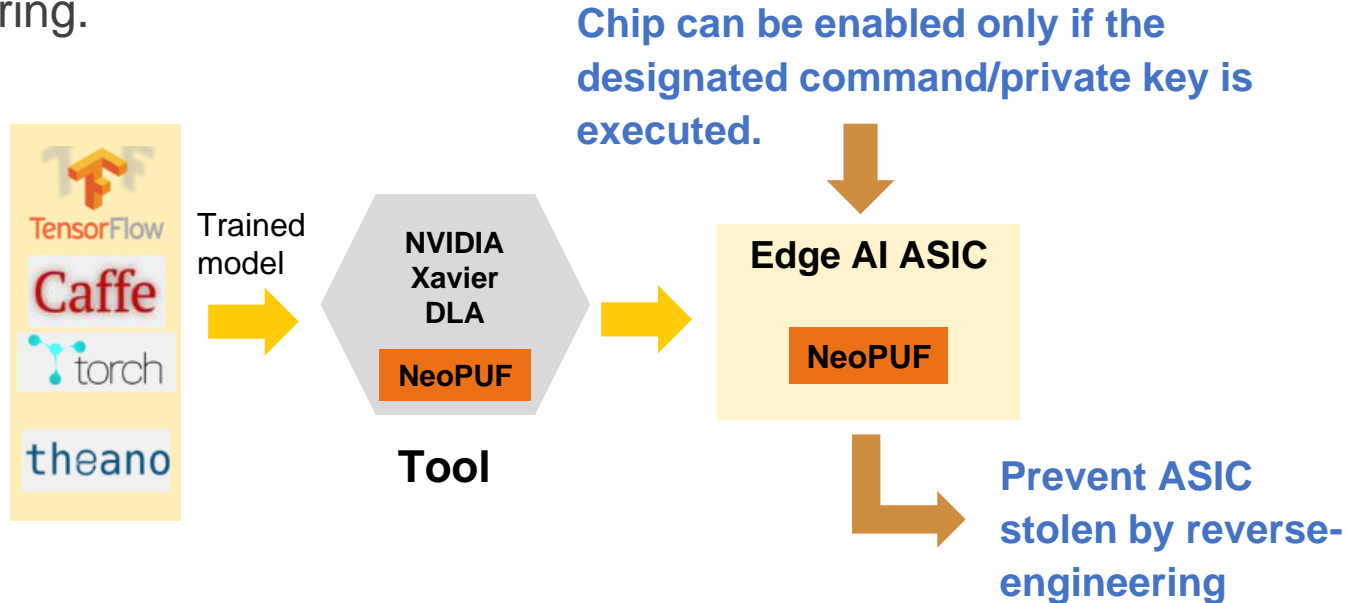 ring.
Chip can be enabled only if the
designated command/private key is
executed.
TensorFlow
Caffe
torch
theano
Trained
model
NVIDIA
Xavier
DLA
NeoPUF
Tool
Edge AI ASIC
NeoPUF
Prevent ASIC
stolen by reverse-
engineering